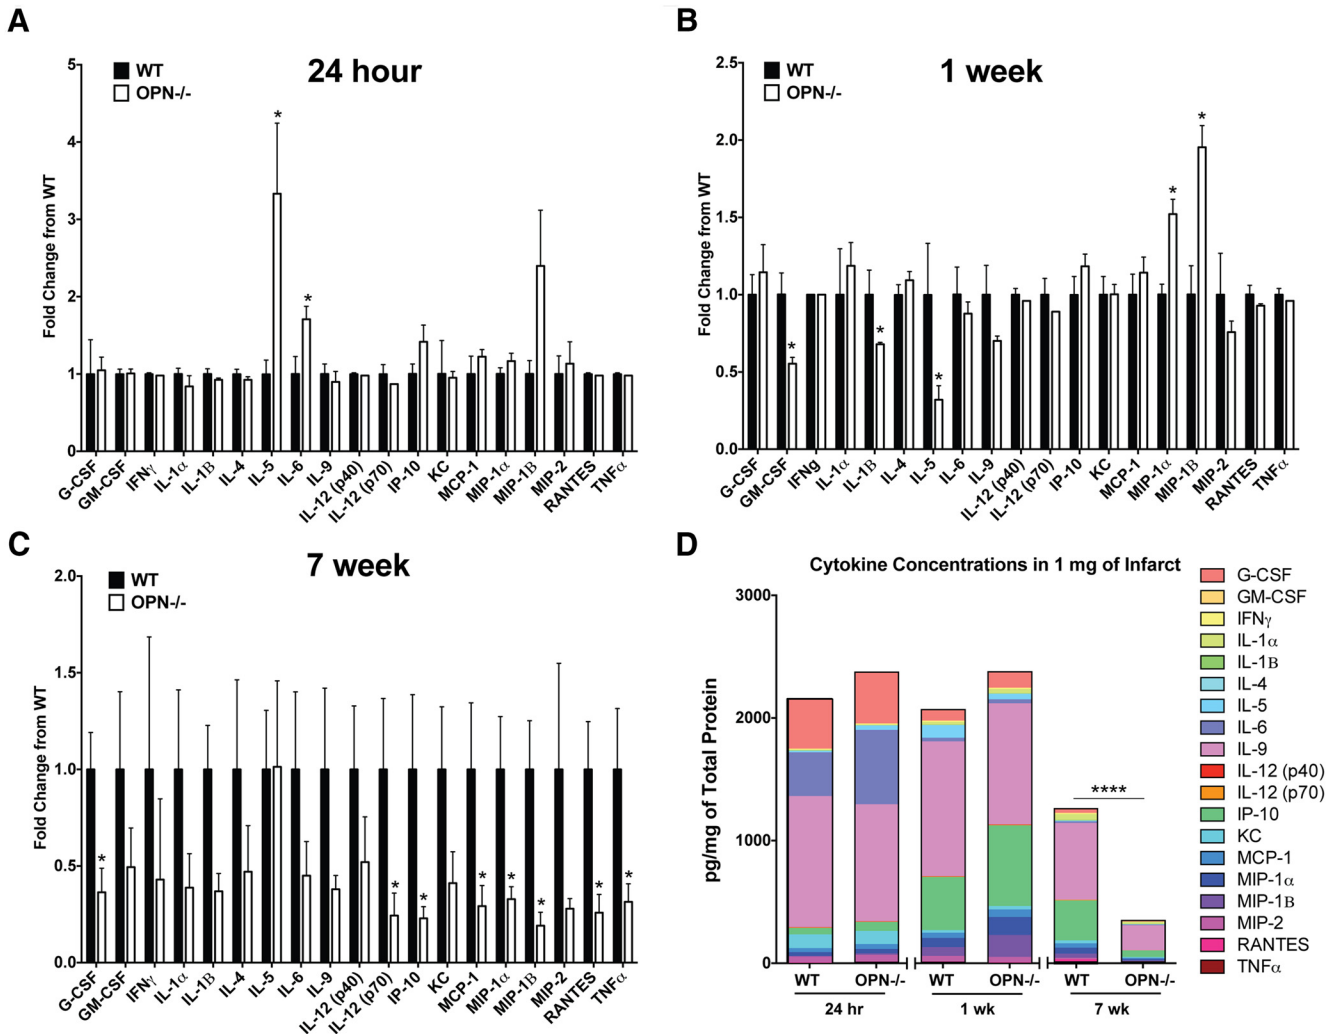 A
24 hour
WT
OPN-/-
Fold Change from WT
5
4
3
2
1
0
*
*
G-CSF
GM-CSF
IFNγ
IL-1α
IL-1B
IL-4
IL-5
IL-6
IL-9
IL-12 (p40)
IL-12 (p70)
IP-10
KC
MCP-1
MIP-1α
MIP-1B
MIP-2
RANTES
TNFα
B
1 week
WT
OPN-/-
Fold Change from WT
2.5
2.0
1.5
1.0
0.5
0.0
*
*
*
*
*
G-CSF
GM-CSF
IFNg
IL-1α
IL-1B
IL-4
IL-5
IL-6
IL-9
IL-12 (p40)
IL-12 (p70)
IP-10
KC
MCP-1
MIP-1α
MIP-1B
MIP-2
RANTES
TNFα
C
7 week
WT
OPN-/-
Fold Change from WT
2.0
1.5
1.0
0.5
0.0
*
*
*
*
*
*
*
*
G-CSF
GM-CSF
IFNγ
IL-1α
IL-1B
IL-4
IL-5
IL-6
IL-9
IL-12 (p40)
IL-12 (p70)
IP-10
KC
MCP-1
MIP-1α
MIP-1B
MIP-2
RANTES
TNFα
D
Cytokine Concentrations in 1 mg of Infarct
pg/mg of Total Protein
3000
2000
1000
0
****
WT OPN-/- WT OPN-/- WT OPN-/-
24 hr 1 wk 7 wk
G-CSF
GM-CSF
IFNγ
IL-1α
IL-1B
IL-4
IL-5
IL-6
IL-9
IL-12 (p40)
IL-12 (p70)
IP-10
KC
MCP-1
MIP-1α
MIP-1B
MIP-2
RANTES
TNFα